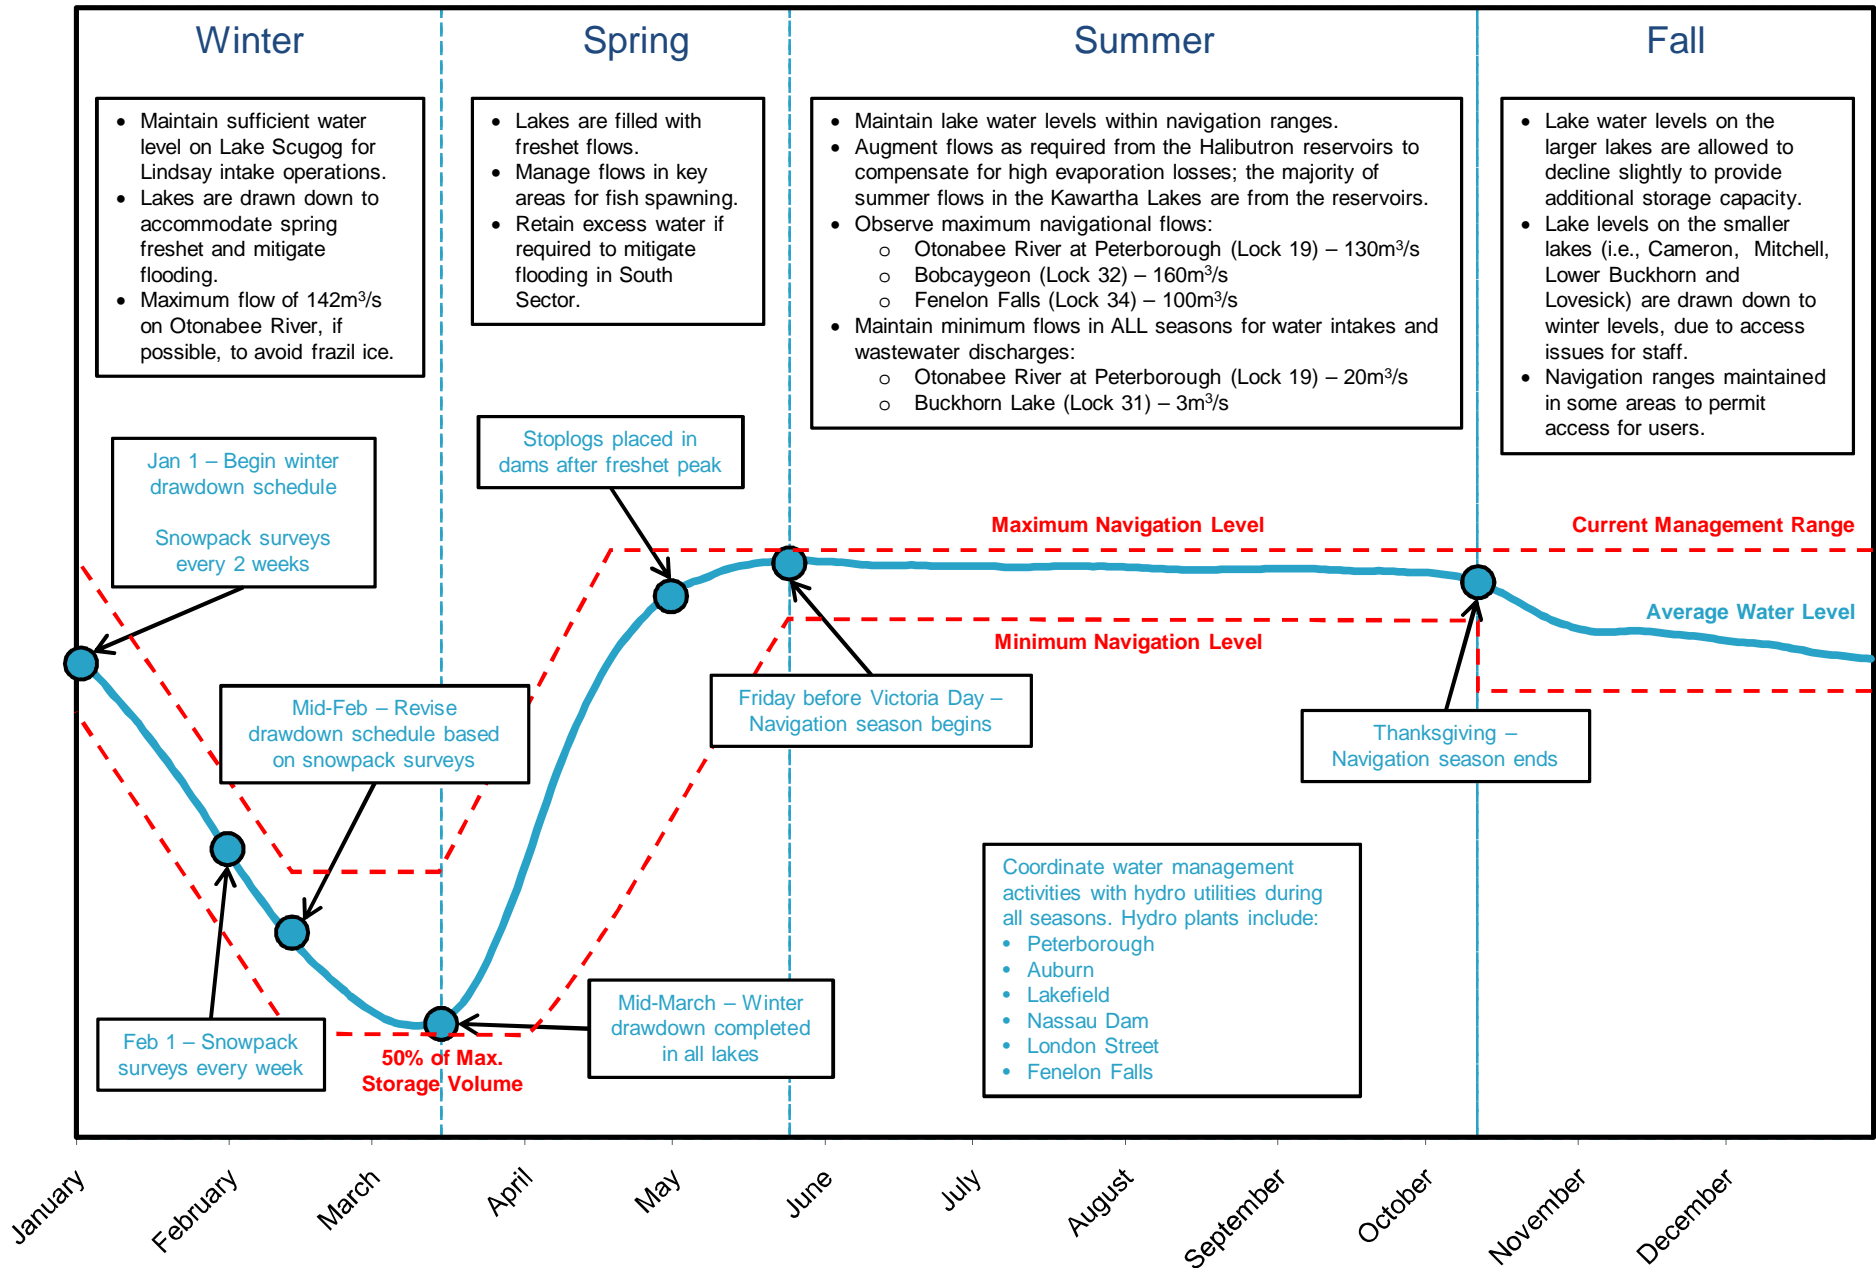 Winter
Spring
Summer
Fall
• Maintain sufficient water
level on Lake Scugog for
Lindsay intake operations.
• Lakes are drawn down to
accommodate spring
freshet and mitigate
flooding.
• Maximum flow of 142m³/s
on Otonabee River, if
possible, to avoid frazil ice.
• Lakes are filled with
freshet flows.
• Manage flows in key
areas for fish spawning.
• Retain excess water if
required to mitigate
flooding in South
Sector.
• Maintain lake water levels within navigation ranges.
• Augment flows as required from the Halibutron reservoirs to
compensate for high evaporation losses; the majority of
summer flows in the Kawartha Lakes are from the reservoirs.
• Observe maximum navigational flows:
o Otonabee River at Peterborough (Lock 19) – 130m³/s
o Bobcaygeon (Lock 32) – 160m³/s
o Fenelon Falls (Lock 34) – 100m³/s
• Maintain minimum flows in ALL seasons for water intakes and
wastewater discharges:
o Otonabee River at Peterborough (Lock 19) – 20m³/s
o Buckhorn Lake (Lock 31) – 3m³/s
• Lake water levels on the
larger lakes are allowed to
decline slightly to provide
additional storage capacity.
• Lake levels on the smaller
lakes (i.e., Cameron, Mitchell,
Lower Buckhorn and
Lovesick) are drawn down to
winter levels, due to access
issues for staff.
• Navigation ranges maintained
in some areas to permit
access for users.
Jan 1 – Begin winter
drawdown schedule
Snowpack surveys
every 2 weeks
Stoplogs placed in
dams after freshet peak
Maximum Navigation Level
Current Management Range
Average Water Level
Minimum Navigation Level
Mid-Feb – Revise
drawdown schedule based
on snowpack surveys
Friday before Victoria Day –
Navigation season begins
Thanksgiving –
Navigation season ends
Coordinate water management
activities with hydro utilities during
all seasons. Hydro plants include:
• Peterborough
• Auburn
• Lakefield
• Nassau Dam
• London Street
• Fenelon Falls
Mid-March – Winter
drawdown completed
in all lakes
Feb 1 – Snowpack
surveys every week
50% of Max.
Storage Volume
January
February
March
April
May
June
July
August
September
October
November
December